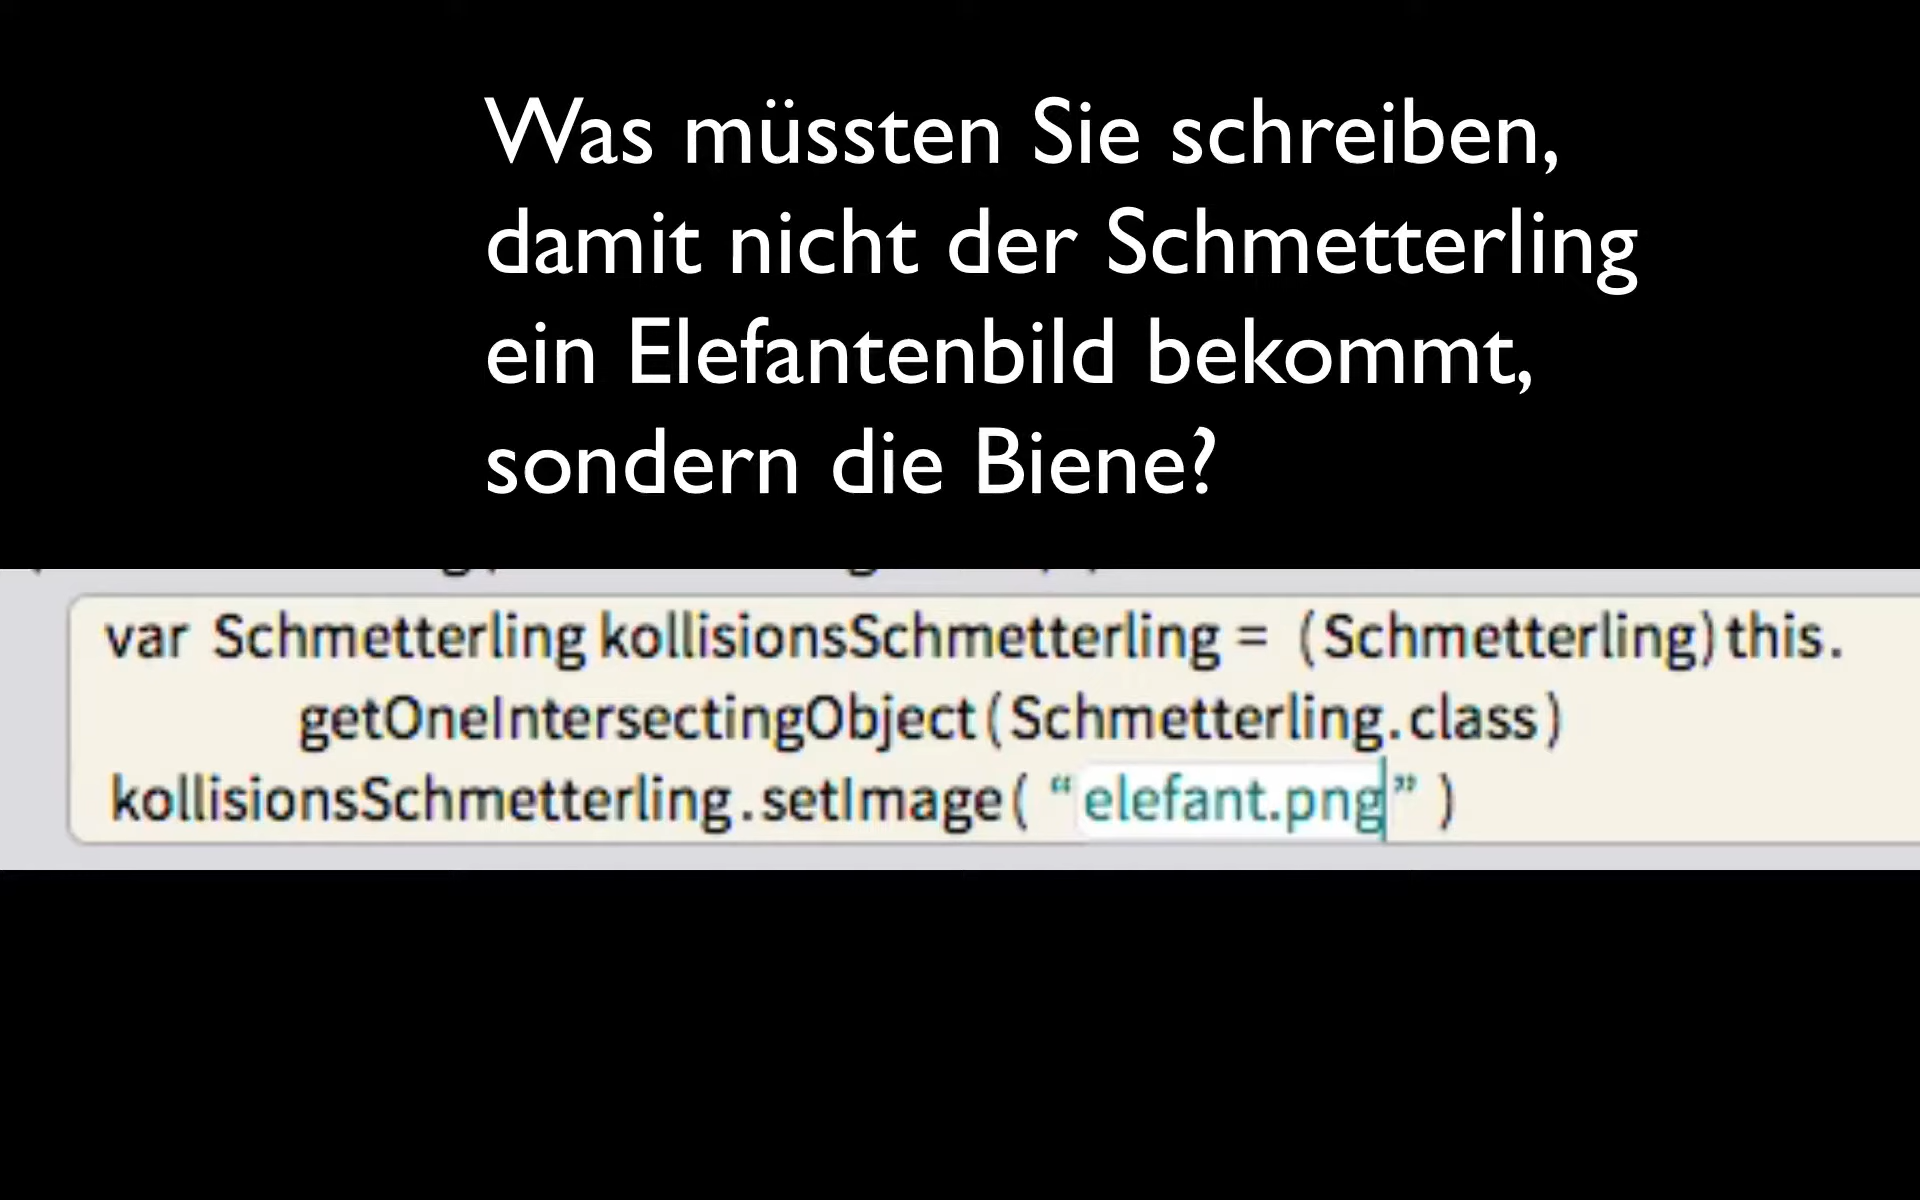 Was müssten Sie schreiben,
damit nicht der Schmetterling
ein Elefantenbild bekommt,
sondern die Biene?
var Schmetterling kollisionsSchmetterling = (Schmetterling)this.
getOneIntersectingObject(Schmetterling.class)
kollisionsSchmetterling.setImage( “elefant.png” )